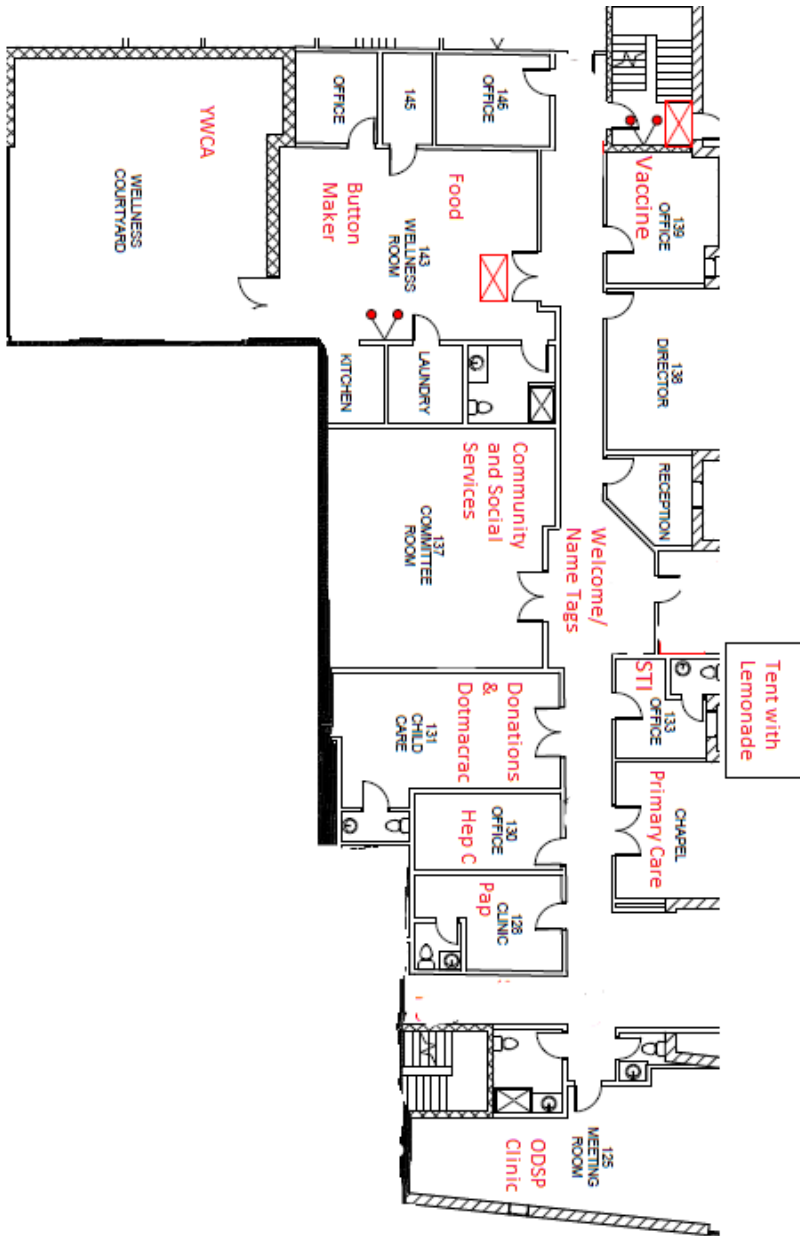 OFFICE
145
146
OFFICE
YWCA
WELLNESS
COURTYARD
Button
Maker
Food
143
WELLNESS
ROOM
Vaccine
139
OFFICE
138
DIRECTOR
KITCHEN
LAUNDRY
RECEPTION
Community
and Social
Services
137
COMMITTEE
ROOM
Welcome/
Name Tags
Tent with
Lemonade
STI
133
OFFICE
Donations
&
Dotmacrac
131
CHILD
CARE
CHAPEL
Primary Care
130
OFFICE
Hep C
128
CLINIC
Pap
125
MEETING
ROOM
ODSP
Clinic